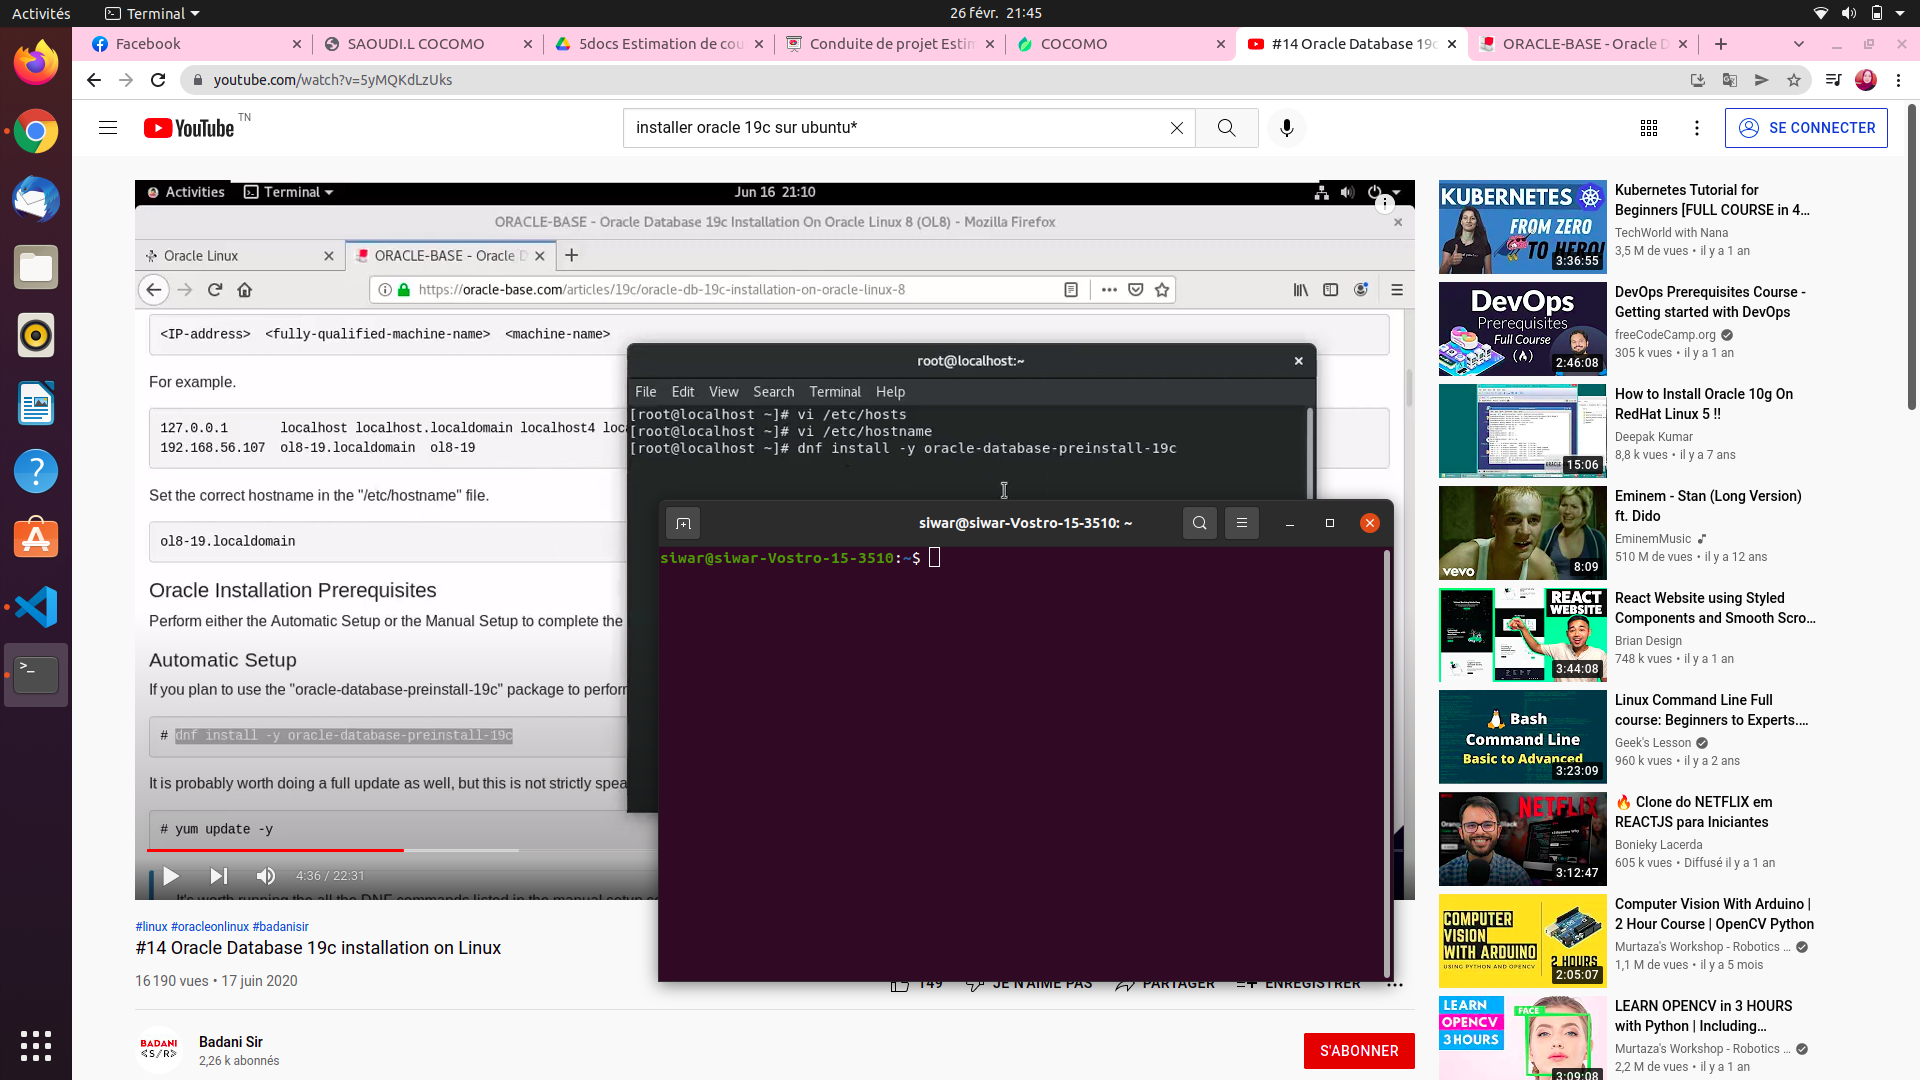 Activités
Terminal
26 févr. 21:45
Facebook
SAOUDI.L COCOMO
5docs Estimation de cou
Conduite de projet Estim
COCOMO
#14 Oracle Database 19c
ORACLE-BASE - Oracle D
youtube.com/watch?v=5yMQKdLzUks
YouTube TN
installer oracle 19c sur ubuntu*
SE CONNECTER
Activities
Terminal
Jun 16 21:10
ORACLE-BASE - Oracle Database 19c Installation On Oracle Linux 8 (OL8) - Mozilla Firefox
Oracle Linux
ORACLE-BASE - Oracle D
https://oracle-base.com/articles/19c/oracle-db-19c-installation-on-oracle-linux-8
<IP-address> <fully-qualified-machine-name> <machine-name>
For example.
127.0.0.1 localhost localhost.localdomain localhost4 loc
192.168.56.107 ol8-19.localdomain ol8-19
Set the correct hostname in the "/etc/hostname" file.
ol8-19.localdomain
Oracle Installation Prerequisites
Perform either the Automatic Setup or the Manual Setup to complete the
Automatic Setup
If you plan to use the "oracle-database-preinstall-19c" package to perform
# dnf install -y oracle-database-preinstall-19c
It is probably worth doing a full update as well, but this is not strictly spea
# yum update -y
4:36 / 22:31
It's worth running the all the DNF commands listed in the manual setup
root@localhost:~
File Edit View Search Terminal Help
[root@localhost ~]# vi /etc/hosts
[root@localhost ~]# vi /etc/hostname
[root@localhost ~]# dnf install -y oracle-database-preinstall-19c
siwar@siwar-Vostro-15-3510: ~
siwar@siwar-Vostro-15-3510:~$
#linux #oracleonlinux #badanisir
#14 Oracle Database 19c installation on Linux
16 190 vues • 17 juin 2020
149
JE N'AIME PAS
PARTAGER
ENREGISTRER
BADANI
<S/R>
Badani Sir
2,26 k abonnés
S'ABONNER
KUBERNETES
FROM ZERO
TO HERO!
3:36:55
Kubernetes Tutorial for
Beginners [FULL COURSE in 4...
TechWorld with Nana
3,5 M de vues • il y a 1 an
DevOps
Prerequisites
Full Course
2:46:08
DevOps Prerequisites Course -
Getting started with DevOps
freeCodeCamp.org
305 k vues • il y a 1 an
15:06
How to Install Oracle 10g On
RedHat Linux 5 !!
Deepak Kumar
8,8 k vues • il y a 7 ans
vevo
8:09
Eminem - Stan (Long Version)
ft. Dido
EminemMusic
510 M de vues • il y a 12 ans
REACT
WEBSITE
3:44:08
React Website using Styled
Components and Smooth Scro...
Brian Design
748 k vues • il y a 1 an
Bash
Command Line
Basic to Advanced
3:23:09
Linux Command Line Full
course: Beginners to Experts....
Geek's Lesson
960 k vues • il y a 2 ans
NETFLIX
3:12:47
🔥 Clone do NETFLIX em
REACTJS para Iniciantes
Bonieky Lacerda
605 k vues • Diffusé il y a 1 an
COMPUTER
VISION
WITH ARDUINO
USING PYTHON AND OPENCV
2 HOURS
2:05:07
Computer Vision With Arduino |
2 Hour Course | OpenCV Python
Murtaza's Workshop - Robotics ...
1,1 M de vues • il y a 5 mois
LEARN
OPENCV
3 HOURS
FACE
3:09:08
LEARN OPENCV in 3 HOURS
with Python | Including...
Murtaza's Workshop - Robotics ...
2,2 M de vues • il y a 1 an